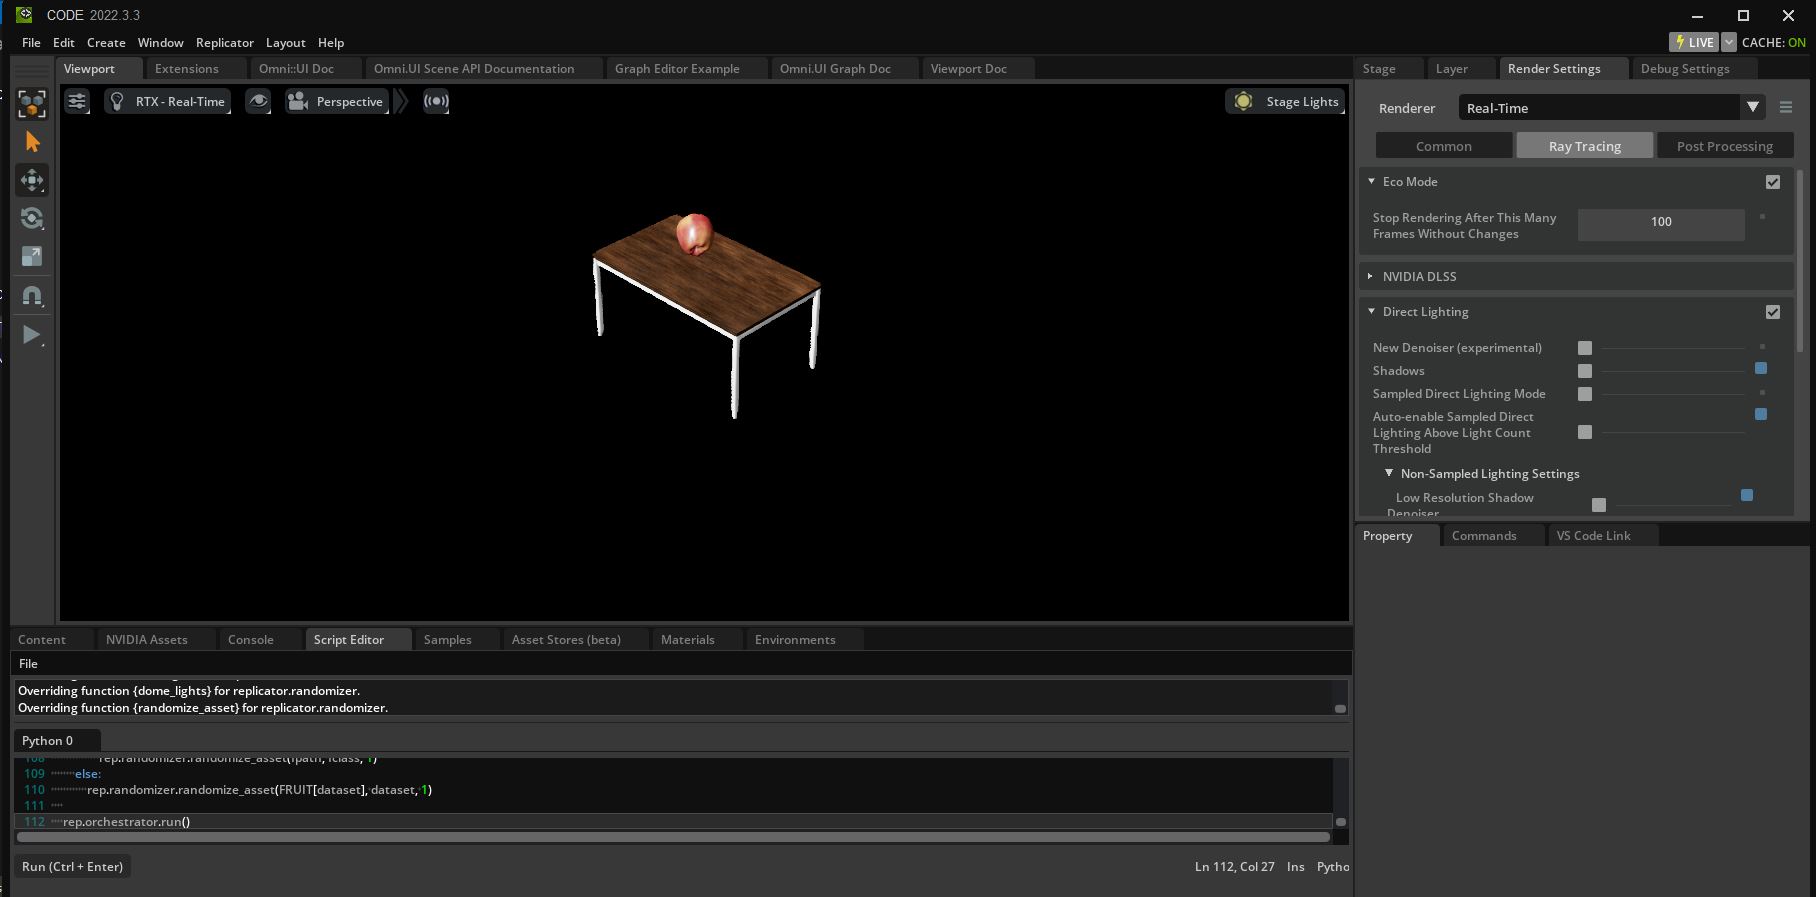 CODE 2022.3.3
File Edit Create Window Replicator Layout Help
LIVE CACHE: ON
Viewport Extensions Omni::UI Doc Omni.UI Scene API Documentation Graph Editor Example Omni.UI Graph Doc Viewport Doc
RTX - Real-Time Perspective Stage Lights
Stage Layer Render Settings Debug Settings
Renderer Real-Time
Common Ray Tracing Post Processing
Eco Mode
Stop Rendering After This Many
Frames Without Changes
100
NVIDIA DLSS
Direct Lighting
New Denoiser (experimental)
Shadows
Sampled Direct Lighting Mode
Auto-enable Sampled Direct
Lighting Above Light Count
Threshold
Non-Sampled Lighting Settings
Low Resolution Shadow
Denoiser
Property Commands VS Code Link
Content NVIDIA Assets Console Script Editor Samples Asset Stores (beta) Materials Environments
File
Overriding function {dome_lights} for replicator.randomizer.
Overriding function {randomize_asset} for replicator.randomizer.
Python 0
108 rep.randomizer.randomize_asset(fpath, fclass, 1)
109 else:
110 rep.randomizer.randomize_asset(FRUIT[dataset], dataset, 1)
111
112 rep.orchestrator.run()
Run (Ctrl + Enter)
Ln 112, Col 27 Ins Pytho